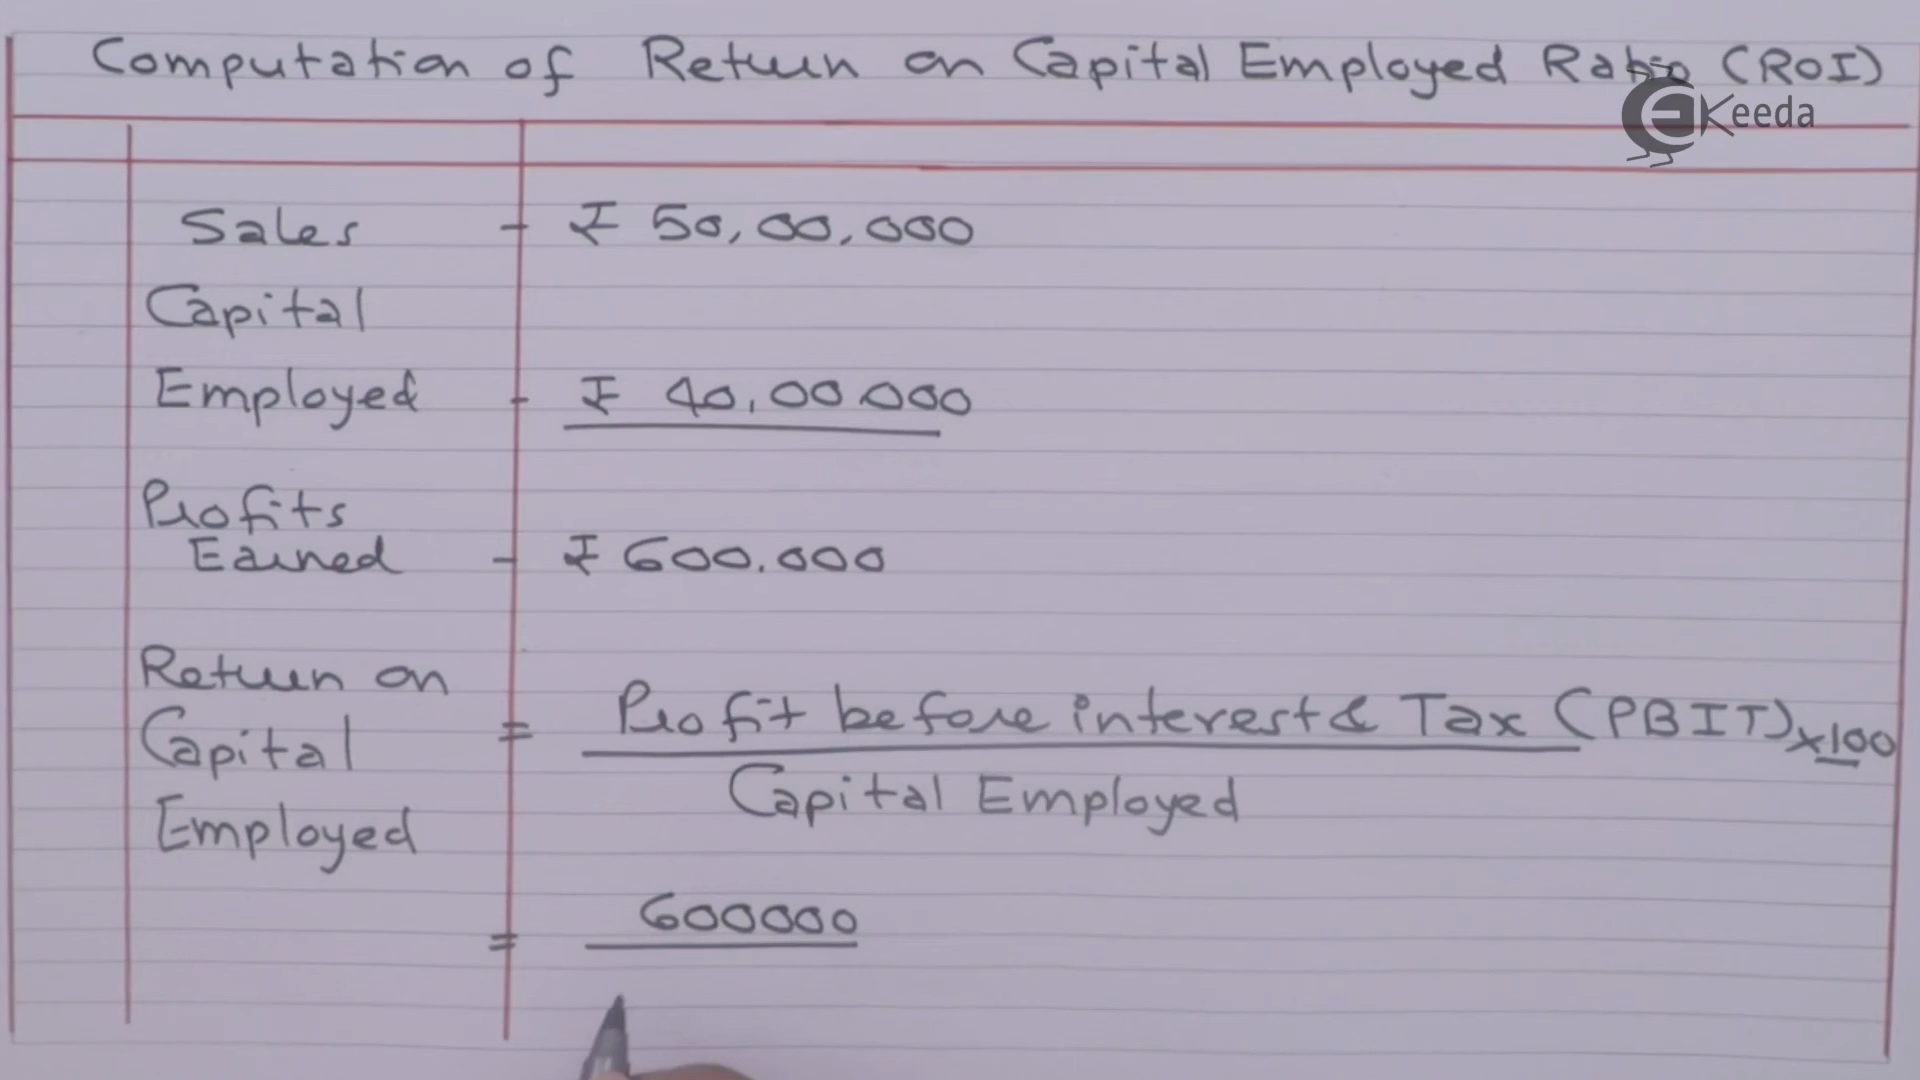 Computation of Return on Capital Employed Ratio (ROI)
EKeeda
Sales - ₹ 50,00,000
Capital
Employed - ₹ 40,00.000
Profits
Earned - ₹ 600.000
Return on
Capital = Profit before interest & Tax (PBIT) x100
Capital Employed
Employed
= 600000